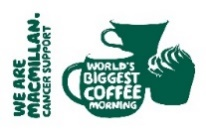 WE ARE
MACMILLAN.
CANCER SUPPORT
WORLD'S
BIGGEST
COFFEE
MORNING